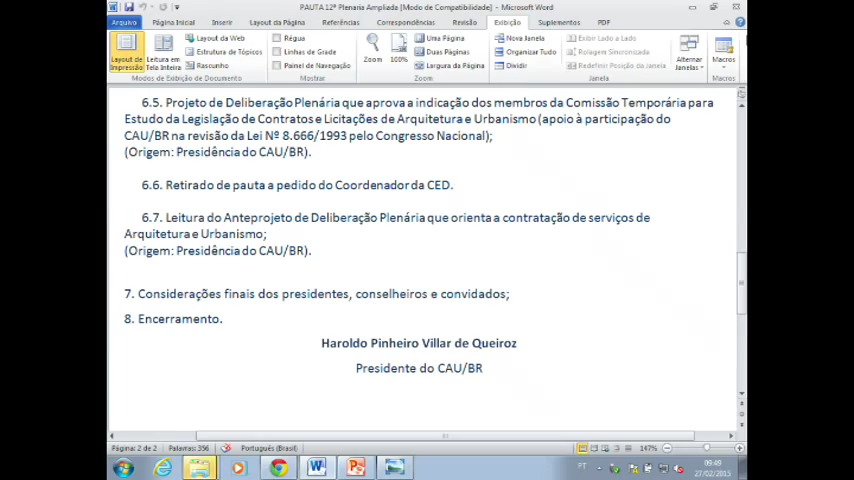 PAUTA 12ª Plenaria Ampliada [Modo de Compatibilidade] - Microsoft Word
Arquivo Página Inicial Inserir Layout da Página Referências Correspondências Revisão Exibição Suplementos PDF
Layout de Impressão
Leitura em Tela Inteira
Layout da Web
Estrutura de Tópicos
Rascunho
Modos de Exibição de Documento
Régua
Linhas de Grade
Painel de Navegação
Mostrar
Zoom
100%
Uma Página
Duas Páginas
Largura da Página
Zoom
Nova Janela
Organizar Tudo
Dividir
Exibir Lado a Lado
Rolagem Sincronizada
Redefinir Posição da Janela
Alternar Janelas
Janela
Macros
Macros
6.5. Projeto de Deliberação Plenária que aprova a indicação dos membros da Comissão Temporária para
Estudo da Legislação de Contratos e Licitações de Arquitetura e Urbanismo (apoio à participação do
CAU/BR na revisão da Lei Nº 8.666/1993 pelo Congresso Nacional);
(Origem: Presidência do CAU/BR).
6.6. Retirado de pauta a pedido do Coordenador da CED.
6.7. Leitura do Anteprojeto de Deliberação Plenária que orienta a contratação de serviços de
Arquitetura e Urbanismo;
(Origem: Presidência do CAU/BR).
7. Considerações finais dos presidentes, conselheiros e convidados;
8. Encerramento.
Haroldo Pinheiro Villar de Queiroz
Presidente do CAU/BR
Página: 2 de 2 Palavras: 356 Português (Brasil) 147%
PT 09:49
27/02/2015